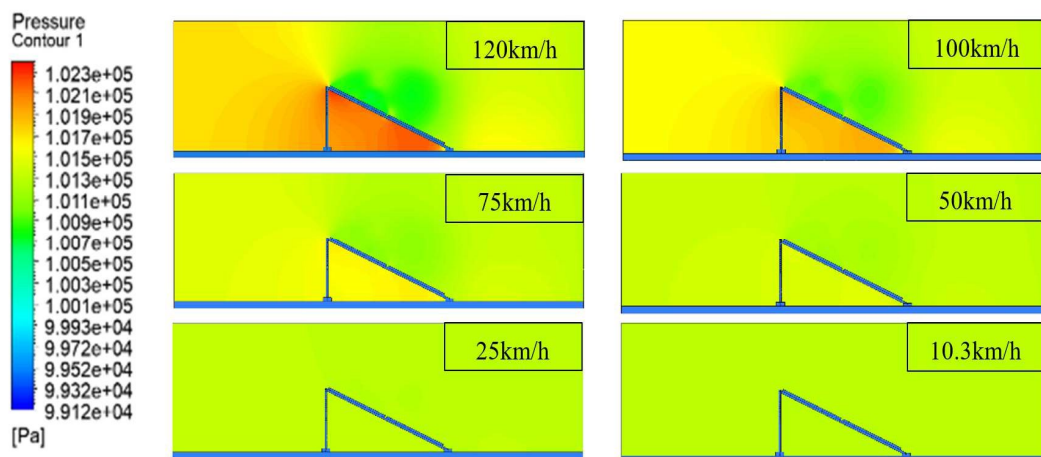 Pressure
Contour 1
1.023e+05
1.021e+05
1.019e+05
1.017e+05
1.015e+05
1.013e+05
1.011e+05
1.009e+05
1.007e+05
1.005e+05
1.003e+05
1.001e+05
9.993e+04
9.972e+04
9.952e+04
9.932e+04
9.912e+04
[Pa]
120km/h
100km/h
75km/h
50km/h
25km/h
10.3km/h